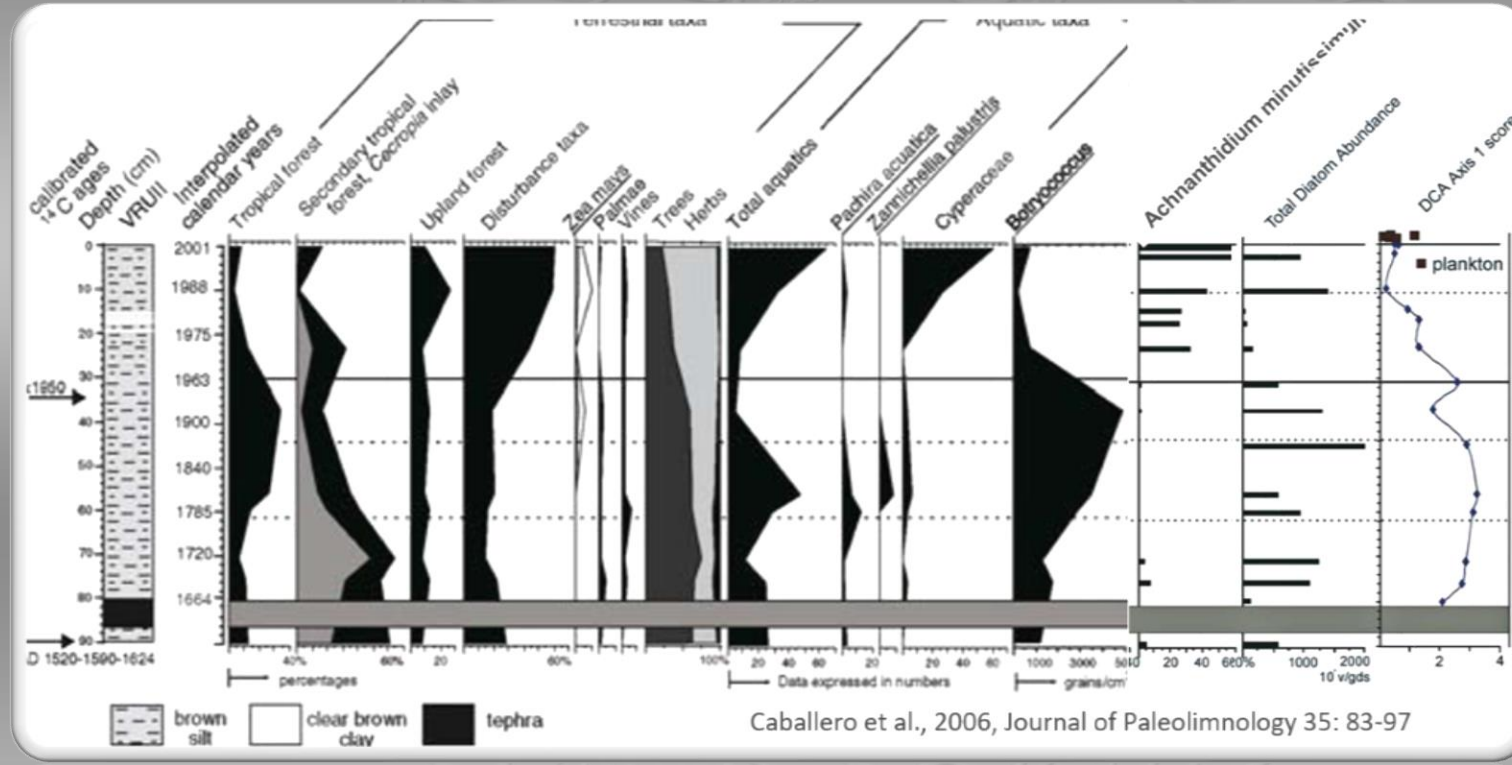 Terrestrial taxa
Aquatic taxa
calibrated
14 C ages
Depth (cm)
VRUII
Interpolated
calendar years
Tropical forest
Secondary tropical
forest, Cecropia inlay
Upland forest
Disturbance taxa
Zea mays
Palmae
Vines
Trees
Herbs
Total aquatics
Pachira acuatica
Zannichellia palustris
Cyperaceae
Botryococcus
Achnanthidium minutissimum
Total Diatom Abundance
DCA Axis 1 score
plankton
0
10
20
30
40
50
60
70
80
90
1950
2001
1988
1975
1963
1900
1840
1785
1720
1664
D 1520-1590-1624
40% 60% 20 60% 100% 20 40 60 20 20 40 60 1000 3000 20 40 1000 2000 2 4
10 v/gds
percentages
Data expressed in numbers
grains/cm
brown
silt
clear brown
clay
tephra
Caballero et al., 2006, Journal of Paleolimnology 35: 83-97